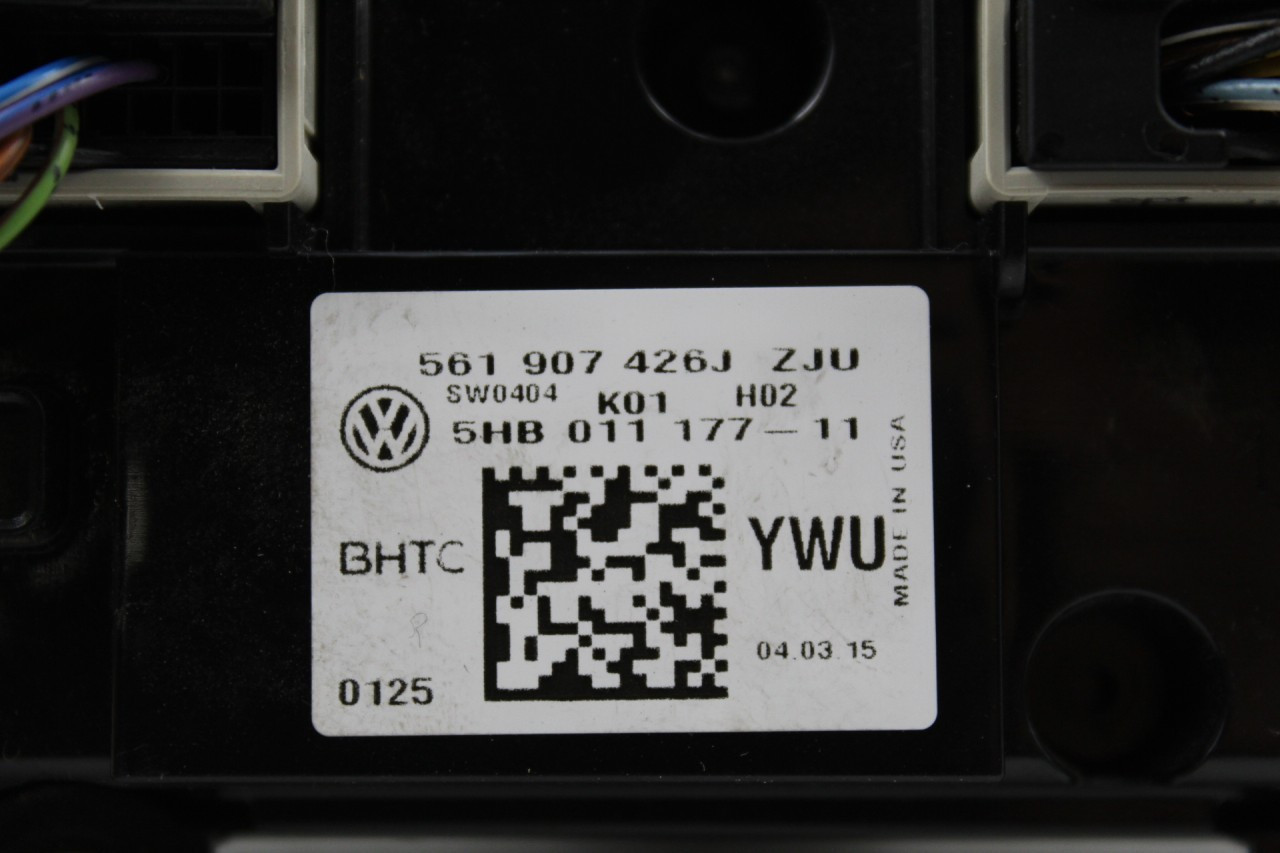 561 907 426J ZJU
SW0404 K01 H02
5HB 011 177-11
MADE IN USA
BHTC
YWU
04.03.15
0125